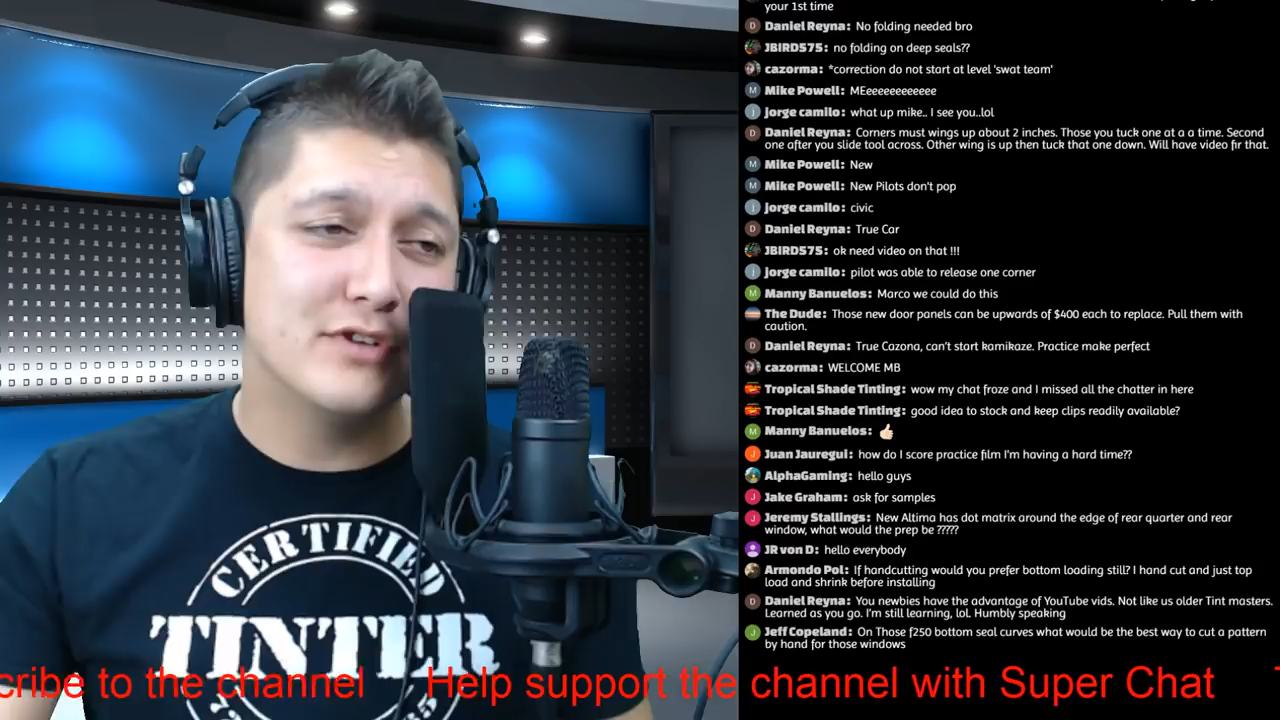 your 1st time
Daniel Reyna: No folding needed bro
JBIRD575: no folding on deep seals??
cazorma: *correction do not start at level 'swat team'
Mike Powell: MEeeeeeeeeeeee
jorge camilo: what up mike.. I see you..lol
Daniel Reyna: Corners must wings up about 2 inches. Those you tuck one at a a time. Second
one after you slide tool across. Other wing is up then tuck that one down. Will have video fir that.
Mike Powell: New
Mike Powell: New Pilots don't pop
jorge camilo: civic
Daniel Reyna: True Car
JBIRD575: ok need video on that !!!
jorge camilo: pilot was able to release one corner
Manny Banuelos: Marco we could do this
The Dude: Those new door panels can be upwards of $400 each to replace. Pull them with
caution.
Daniel Reyna: True Cazona, can't start kamikaze. Practice make perfect
cazorma: WELCOME MB
Tropical Shade Tinting: wow my chat froze and I missed all the chatter in here
Tropical Shade Tinting: good idea to stock and keep clips readily available?
Manny Banuelos: 👍🏻
Juan Jauregui: how do I score practice film I'm having a hard time??
AlphaGaming: hello guys
Jake Graham: ask for samples
Jeremy Stallings: New Altima has dot matrix around the edge of rear quarter and rear
window, what would the prep be ?????
JR von D: hello everybody
Armondo Pol: If handcutting would you prefer bottom loading still? I hand cut and just top
load and shrink before installing
Daniel Reyna: You newbies have the advantage of YouTube vids. Not like us older Tint masters.
Learned as you go. I'm still learning, lol. Humbly speaking
Jeff Copeland: On Those f250 bottom seal curves what would be the best way to cut a pattern
by hand for those windows
CERTIFIED
TINTER
cribe to the channel Help support the channel with Super Chat